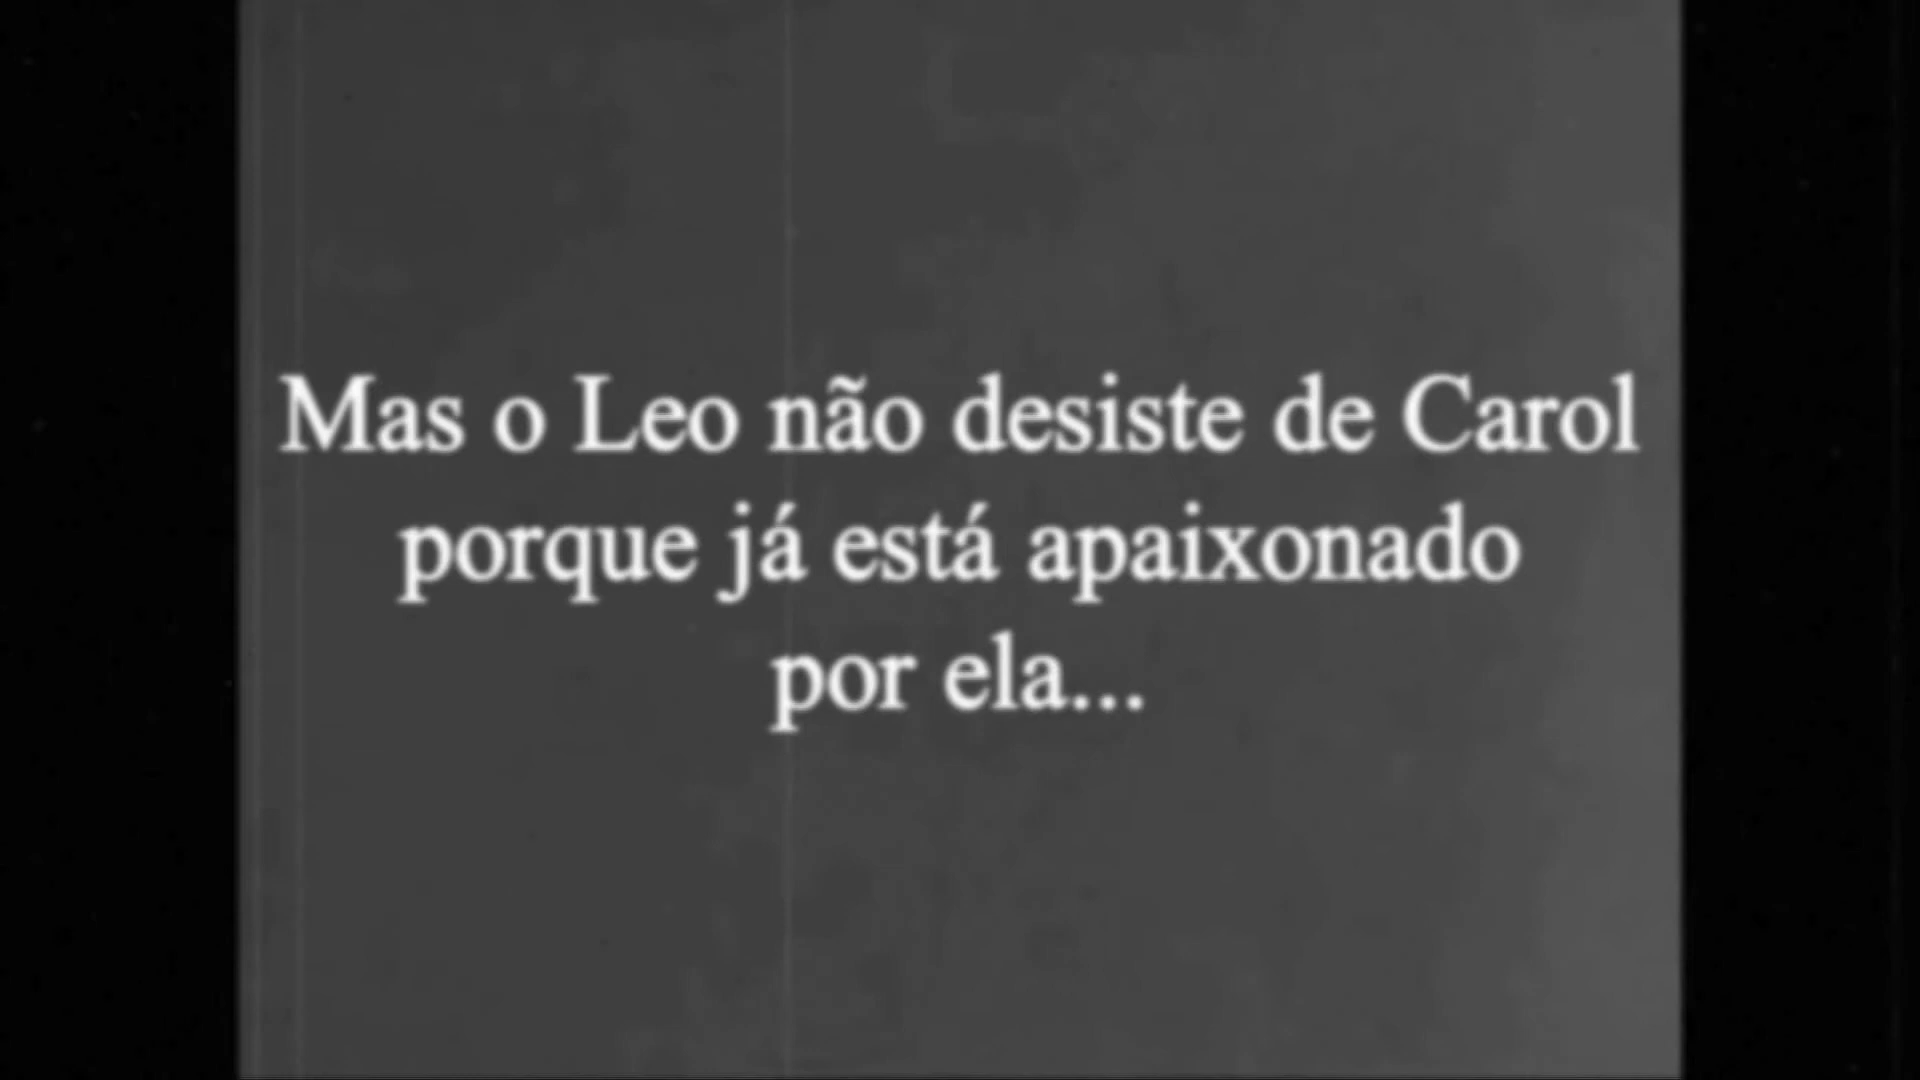 Mas o Leo não desiste de Carol
porque já está apaixonado
por ela...